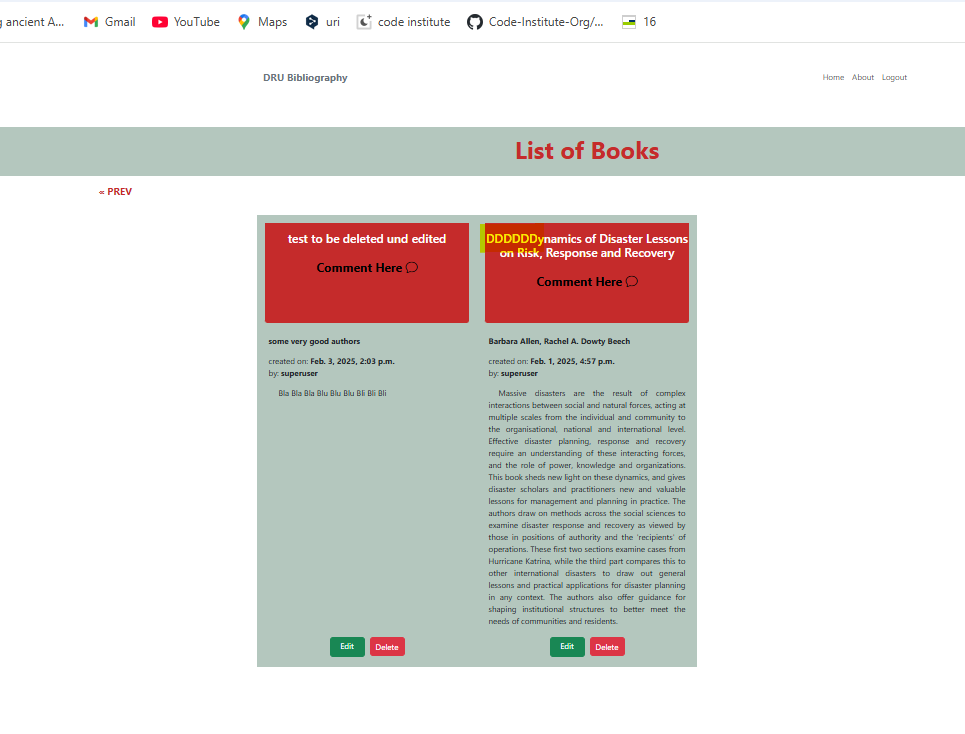 g ancient A... Gmail YouTube Maps uri code institute Code-Institute-Org/... 16
DRU Bibliography
Home About Logout
List of Books
« PREV
test to be deleted und edited
Comment Here
some very good authors
created on: Feb. 3, 2025, 2:03 p.m.
by: superuser
Bla Bla Bla Blu Blu Blu Bli Bli Bli
Edit Delete
DDDDDDynamics of Disaster Lessons
on Risk, Response and Recovery
Comment Here
Barbara Allen, Rachel A. Dowty Beech
created on: Feb. 1, 2025, 4:57 p.m.
by: superuser
Massive disasters are the result of complex
interactions between social and natural forces, acting at
multiple scales from the individual and community to
the organisational, national and international level.
Effective disaster planning, response and recovery
require an understanding of these interacting forces,
and the role of power, knowledge and organizations.
This book sheds new light on these dynamics, and gives
disaster scholars and practitioners new and valuable
lessons for management and planning in practice. The
authors draw on methods across the social sciences to
examine disaster response and recovery as viewed by
those in positions of authority and the 'recipients' of
operations. These first two sections examine cases from
Hurricane Katrina, while the third part compares this to
other international disasters to draw out general
lessons and practical applications for disaster planning
in any context. The authors also offer guidance for
shaping institutional structures to better meet the
needs of communities and residents.
Edit Delete